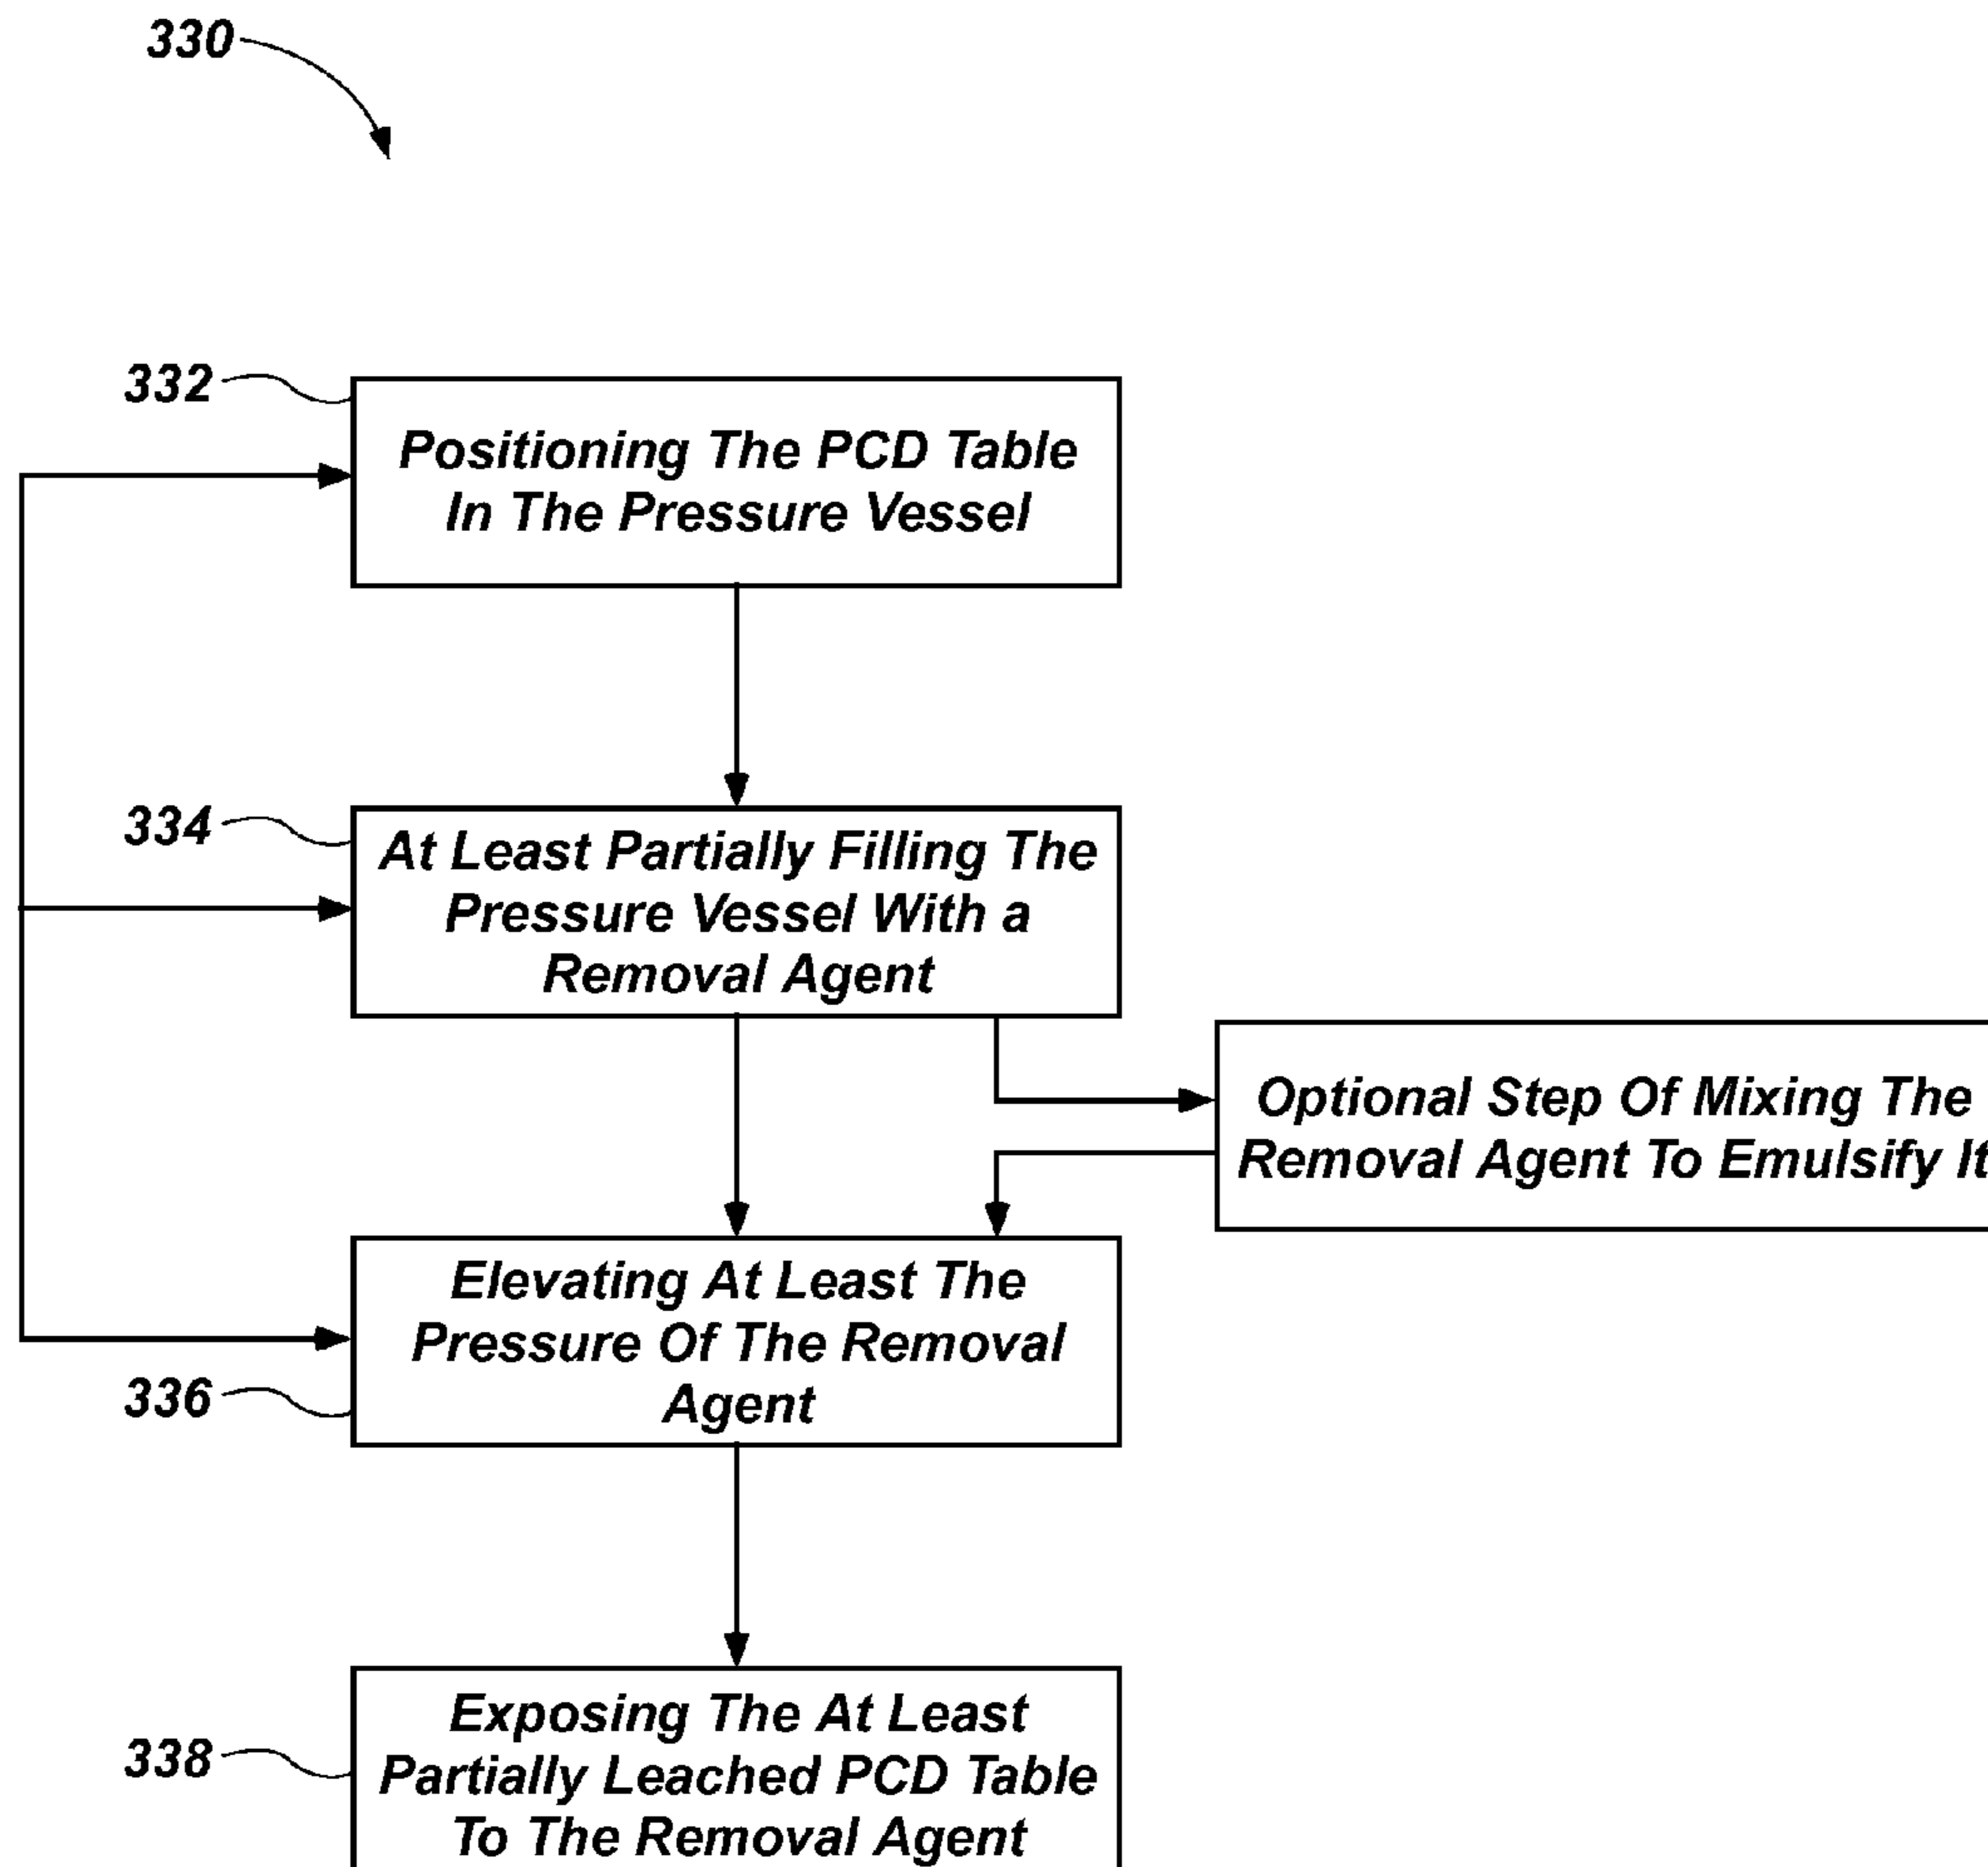 330
332
Positioning The PCD Table
In The Pressure Vessel
334
At Least Partially Filling The
Pressure Vessel With a
Removal Agent
Optional Step Of Mixing The
Removal Agent To Emulsify It
Elevating At Least The
Pressure Of The Removal
Agent
336
Exposing The At Least
338
Partially Leached PCD Table
To The Removal Agent